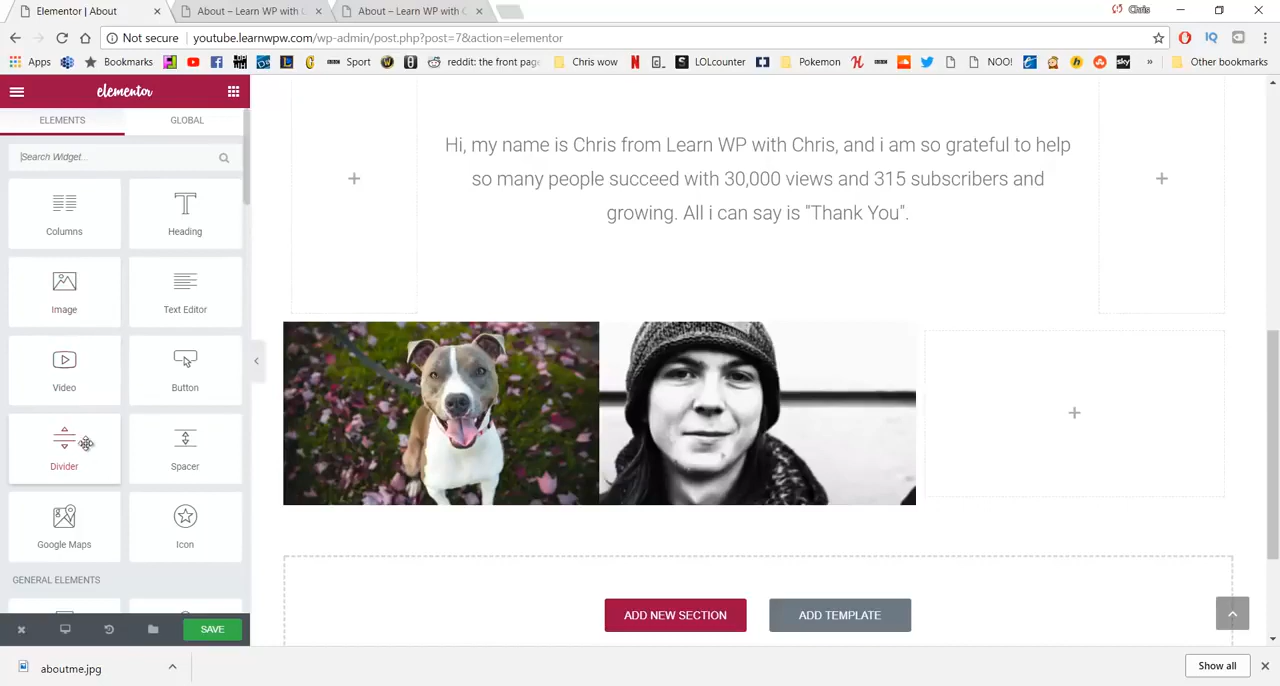 Elementor | About
About – Learn WP with C
About – Learn WP with C
Chris
Not secure
youtube.learnwpw.com/wp-admin/post.php?post=7&action=elementor
Apps
Bookmarks
Sport
reddit: the front page
Chris wow
LOLcounter
Pokemon
NOO!
sky
Other bookmarks
elementor
ELEMENTS
GLOBAL
Search Widget...
Columns
Heading
Image
Text Editor
Video
Button
Divider
Spacer
Google Maps
Icon
GENERAL ELEMENTS
SAVE
Hi, my name is Chris from Learn WP with Chris, and i am so grateful to help
so many people succeed with 30,000 views and 315 subscribers and
growing. All i can say is "Thank You".
ADD NEW SECTION
ADD TEMPLATE
aboutme.jpg
Show all